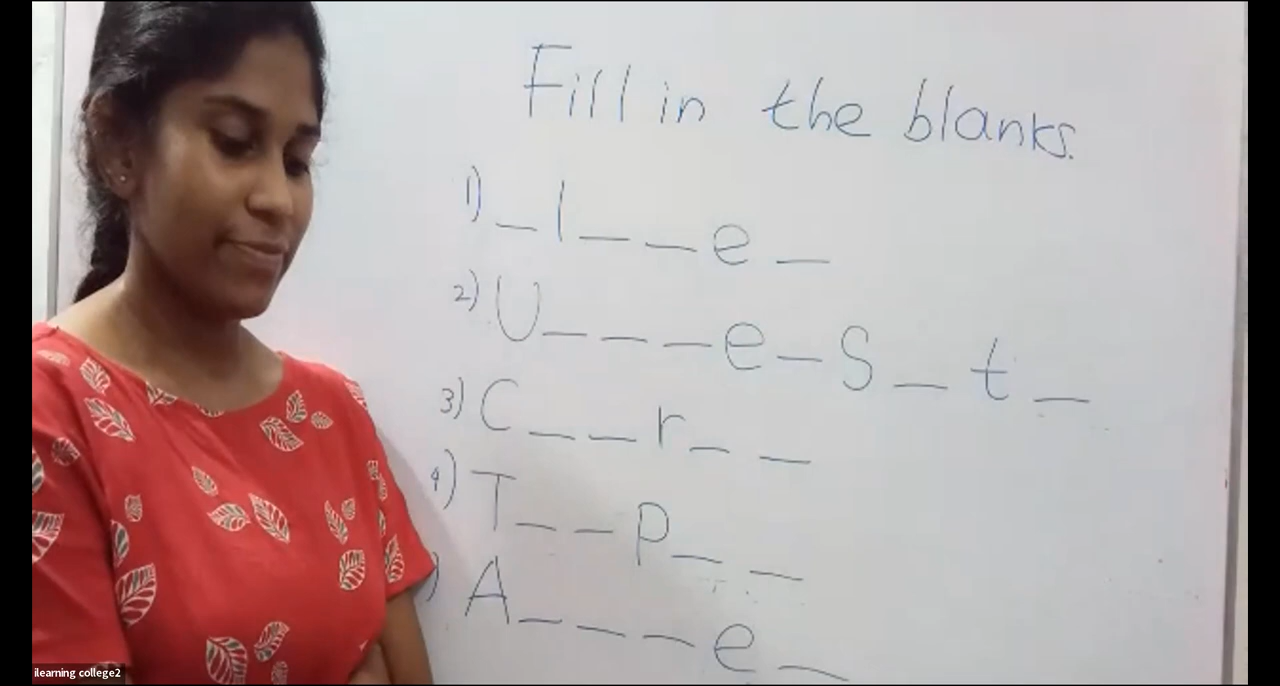 Fill in the blanks.
1) _ l _ _ e _
2) U _ _ _ e _ S _ t _
3) C _ _ r _ _
4) T _ _ p _ _
) A _ _ _ e _
ilearning college2